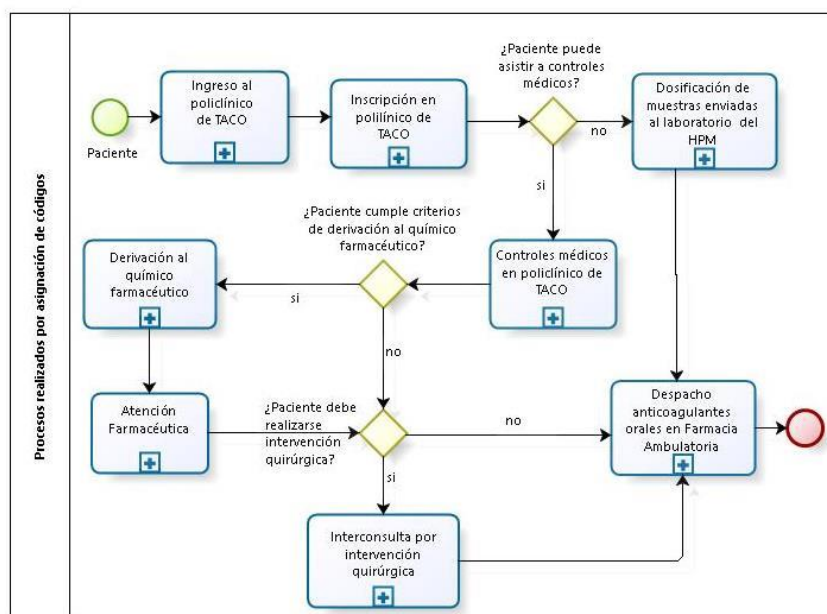 Procesos realizados por asignación de códigos
Paciente
Ingreso al
policlínico
de TACO
Inscripción en
polilínico de
TACO
¿Paciente puede
asistir a controles
médicos?
no
si
Dosificación de
muestras enviadas
al laboratorio del
HPM
¿Paciente cumple criterios
de derivación al químico
farmacéutico?
Controles médicos
en policlínico de
TACO
si
no
Derivación al
químico
farmacéutico
Atención
Farmacéutica
¿Paciente debe
realizarse
intervención
quirúrgica?
no
si
Despacho
anticoagulantes
orales en Farmacia
Ambulatoria
Interconsulta por
intervención
quirúrgica